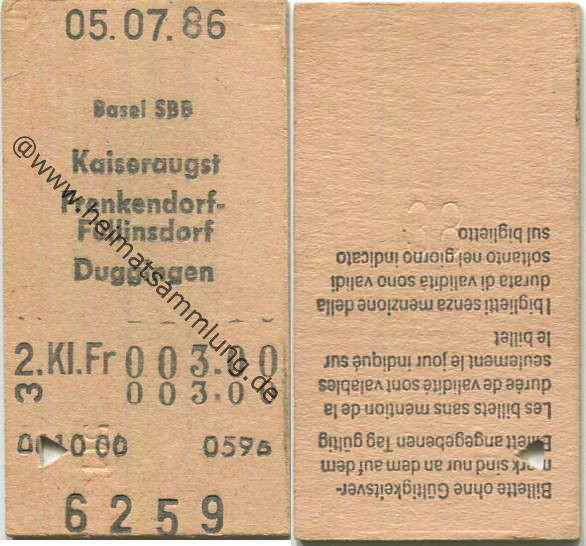 05.07.86
Basel SBB
Kaiseraugst
Frenkendorf-
Füllinsdorf
Duggingen
2.Kl.Fr 003.00
3 003.00
001000 0596
6259
@www.heimatsammlung.de
38
Billette ohne Gültigkeitsver-
merk sind nur an dem auf dem
Billett angegebenen Tag gültig
Les billets sans mention de la
durée de validité sont valables
seulement le jour indiqué sur
le billet
I biglietti senza menzione della
durata di validità sono validi
soltanto nel giorno indicato
sul biglietto